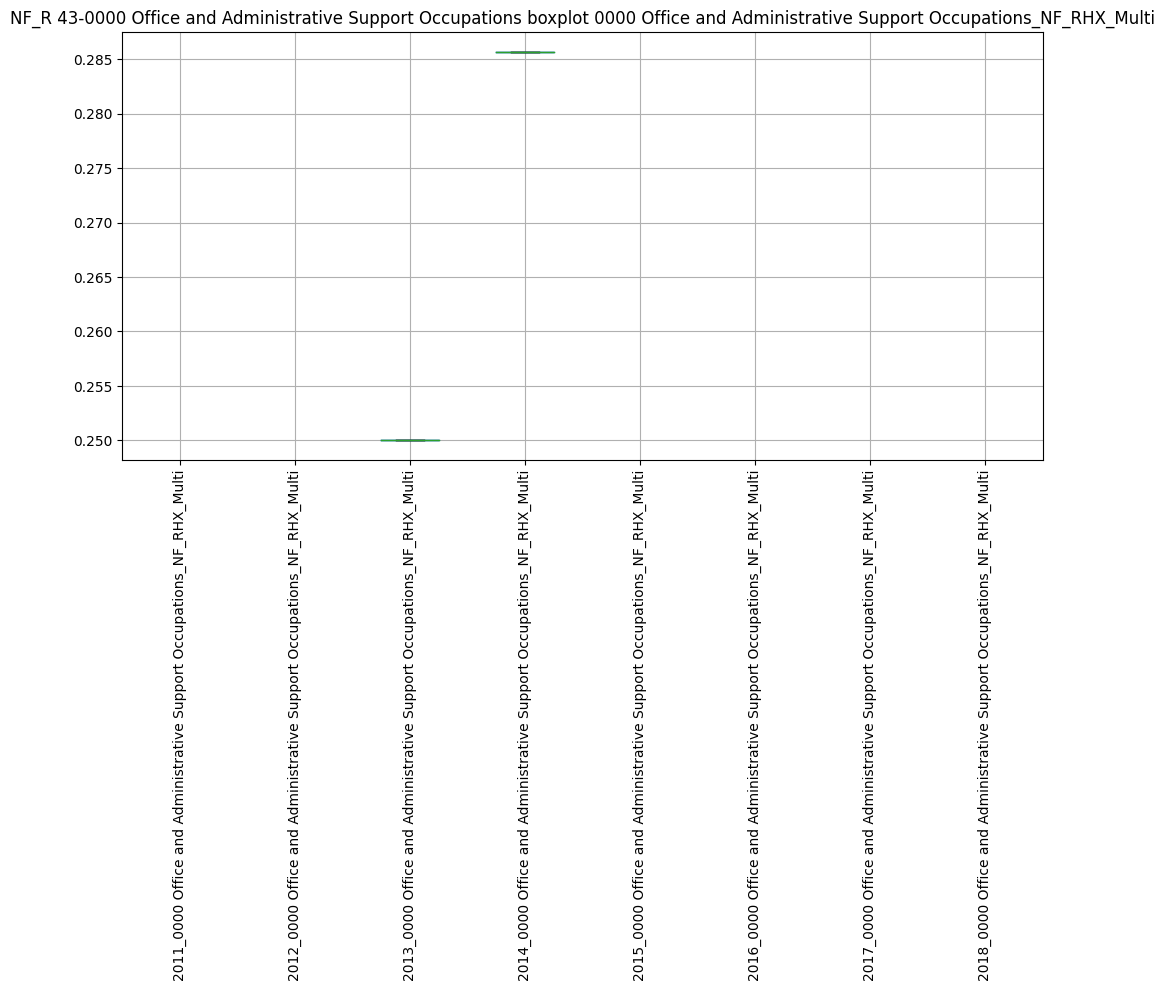 NF_R 43-0000 Office and Administrative Support Occupations boxplot 0000 Office and Administrative Support Occupations_NF_RHX_Multi
0.285
0.280
0.275
0.270
0.265
0.260
0.255
0.250
2011_0000 Office and Administrative Support Occupations_NF_RHX_Multi
2012_0000 Office and Administrative Support Occupations_NF_RHX_Multi
2013_0000 Office and Administrative Support Occupations_NF_RHX_Multi
2014_0000 Office and Administrative Support Occupations_NF_RHX_Multi
2015_0000 Office and Administrative Support Occupations_NF_RHX_Multi
2016_0000 Office and Administrative Support Occupations_NF_RHX_Multi
2017_0000 Office and Administrative Support Occupations_NF_RHX_Multi
2018_0000 Office and Administrative Support Occupations_NF_RHX_Multi